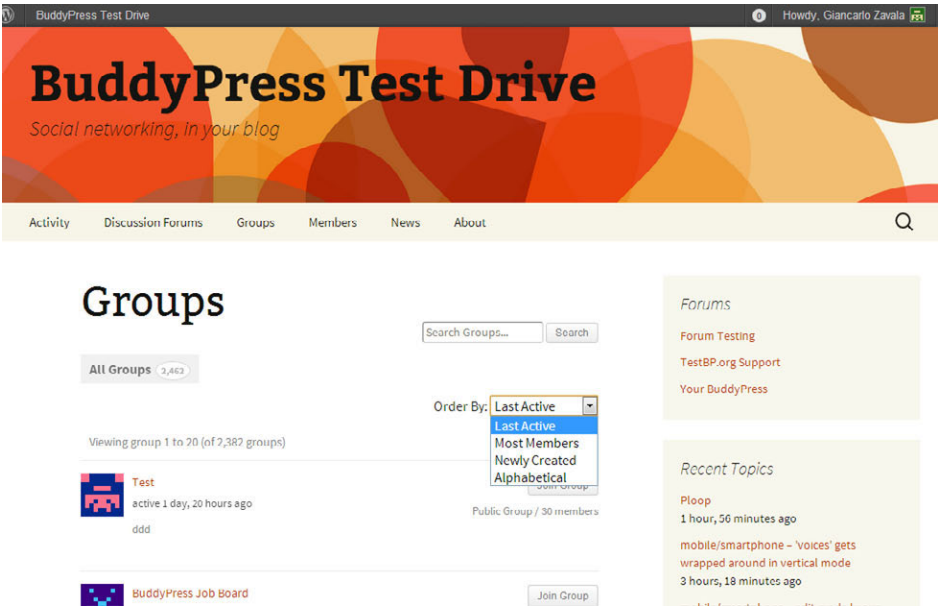 BuddyPress Test Drive
0 Howdy, Giancarlo Zavala
BuddyPress Test Drive
Social networking, in your blog
Activity Discussion Forums Groups Members News About
Groups
Search Groups... Search
All Groups 2,462
Order By: Last Active
Last Active
Most Members
Newly Created
Alphabetical
Viewing group 1 to 20 (of 2,382 groups)
Test
active 1 day, 20 hours ago
ddd
Join Group
Public Group / 30 members
BuddyPress Job Board
Join Group
Forums
Forum Testing
TestBP.org Support
Your BuddyPress
Recent Topics
Ploop
1 hour, 56 minutes ago
mobile/smartphone – 'voices' gets
wrapped around in vertical mode
3 hours, 18 minutes ago